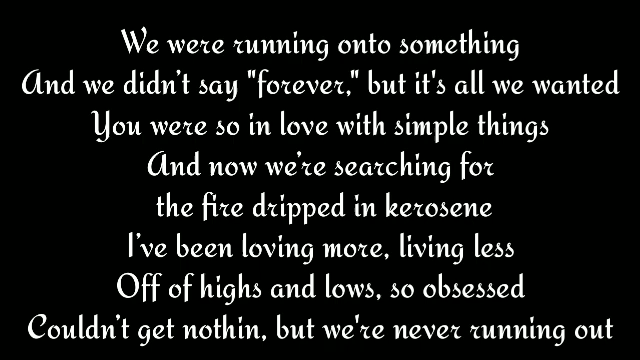 We were running onto something
And we didn’t say "forever," but it's all we wanted
You were so in love with simple things
And now we’re searching for
the fire dripped in kerosene
I’ve been loving more, living less
Off of highs and lows, so obsessed
Couldn’t get nothin, but we're never running out